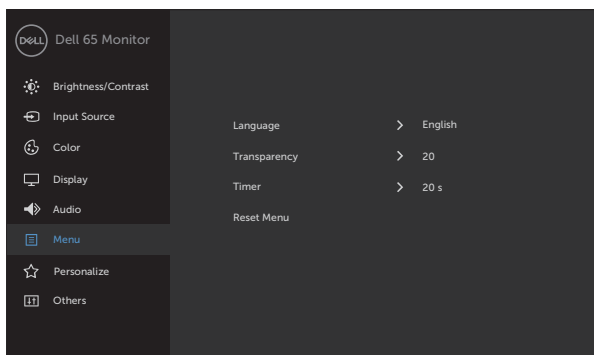 DELL Dell 65 Monitor
Brightness/Contrast
Input Source
Color
Display
Audio
Menu
Personalize
Others
Language > English
Transparency > 20
Timer > 20 s
Reset Menu